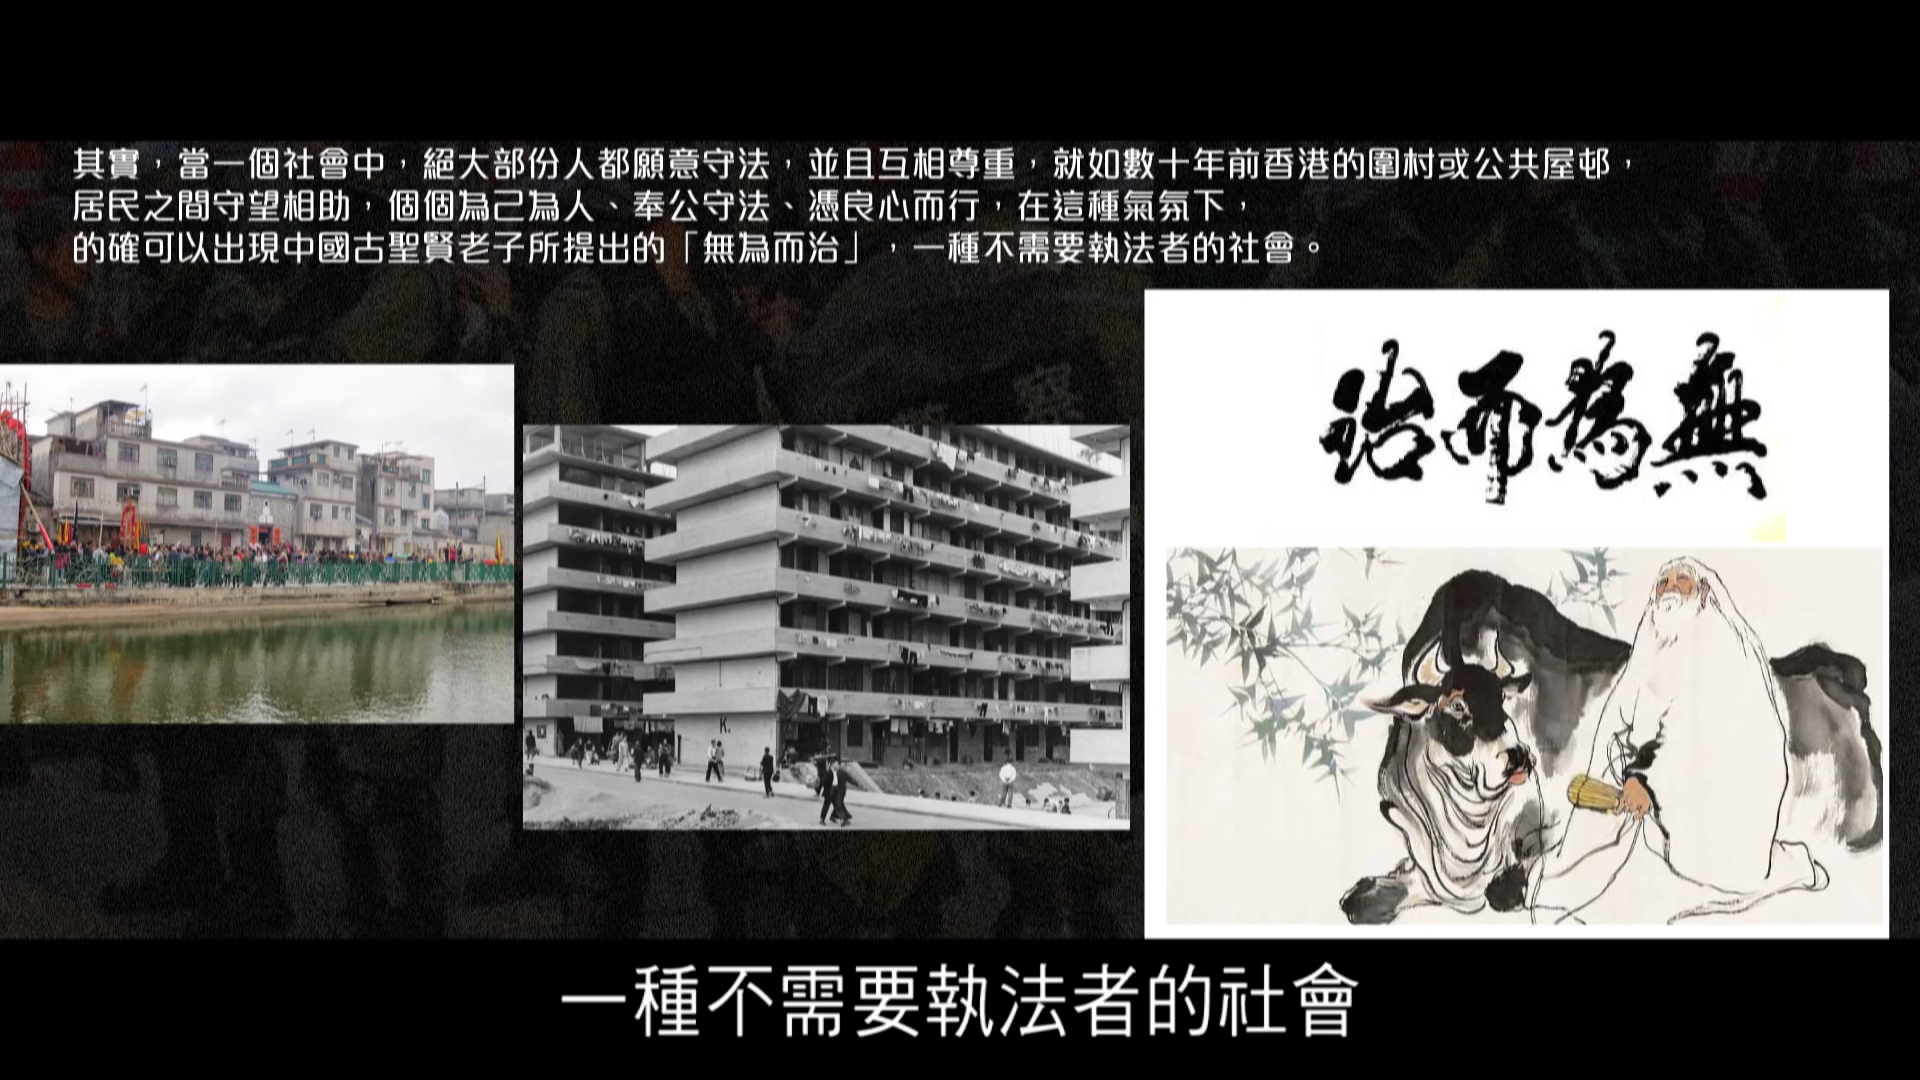 其實，當一個社會中，絕大部份人都願意守法，並且互相尊重，就如數十年前香港的圍村或公共屋邨，
居民之間守望相助，個個為己為人、奉公守法、憑良心而行，在這種氣氛下，
的確可以出現中國古聖賢老子所提出的「無為而治」，一種不需要執法者的社會。
無為而治
K.
一種不需要執法者的社會